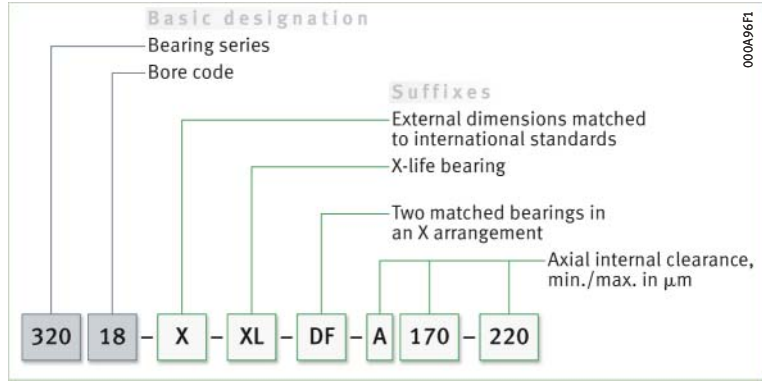 Basic designation
Bearing series
Bore code
Suffixes
External dimensions matched
to international standards
X-life bearing
Two matched bearings in
an X arrangement
Axial internal clearance,
min./max. in µm
320 18 – X – XL – DF – A 170 – 220
000A96F1